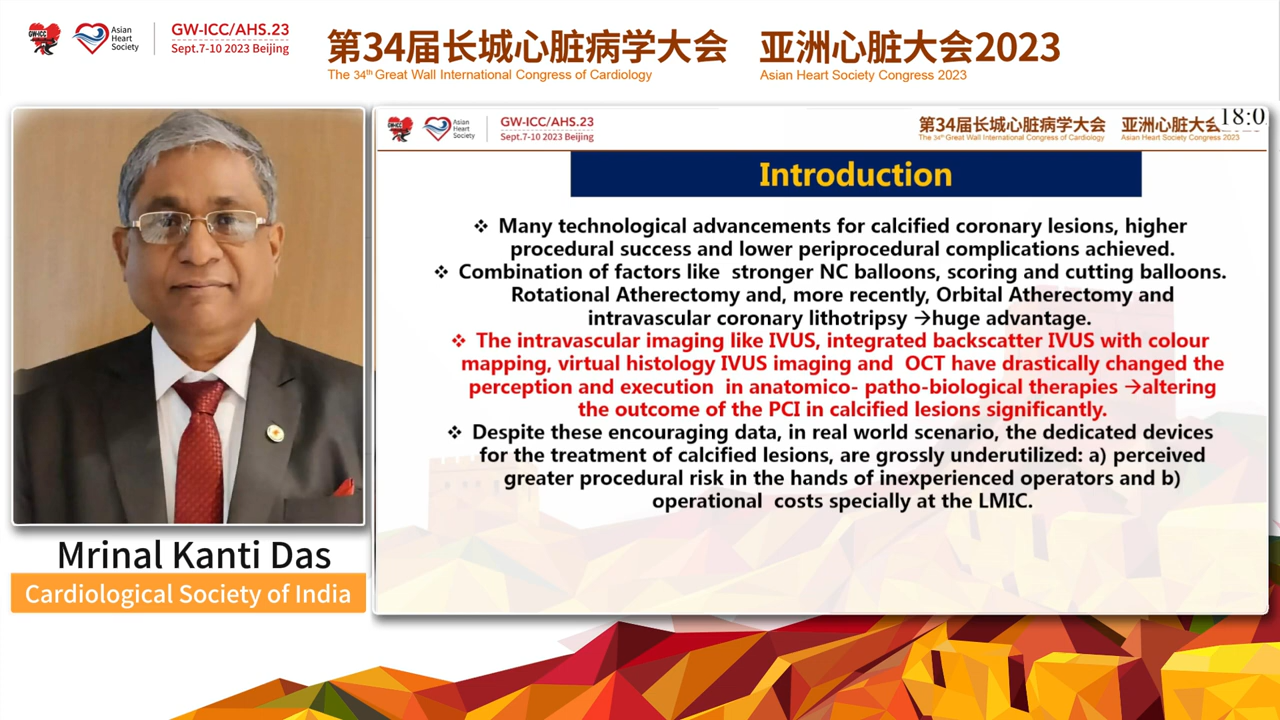 GW-ICC
Asian
Heart
Society
GW-ICC/AHS.23
Sept.7-10 2023 Beijing
第34届长城心脏病学大会 亚洲心脏大会2023
The 34th Great Wall International Congress of Cardiology Asian Heart Society Congress 2023
GW-ICC
Asian
Heart
Society
GW-ICC/AHS.23
Sept.7-10 2023 Beijing
第34届长城心脏病学大会 亚洲心脏大会
The 34th Great Wall International Congress of Cardiology Asian Heart Society Congress 2023
18:0
Introduction
❖ Many technological advancements for calcified coronary lesions, higher
procedural success and lower periprocedural complications achieved.
❖ Combination of factors like stronger NC balloons, scoring and cutting balloons.
Rotational Atherectomy and, more recently, Orbital Atherectomy and
intravascular coronary lithotripsy →huge advantage.
❖ The intravascular imaging like IVUS, integrated backscatter IVUS with colour
mapping, virtual histology IVUS imaging and OCT have drastically changed the
perception and execution in anatomico- patho-biological therapies →altering
the outcome of the PCI in calcified lesions significantly.
❖ Despite these encouraging data, in real world scenario, the dedicated devices
for the treatment of calcified lesions, are grossly underutilized: a) perceived
greater procedural risk in the hands of inexperienced operators and b)
operational costs specially at the LMIC.
Mrinal Kanti Das
Cardiological Society of India